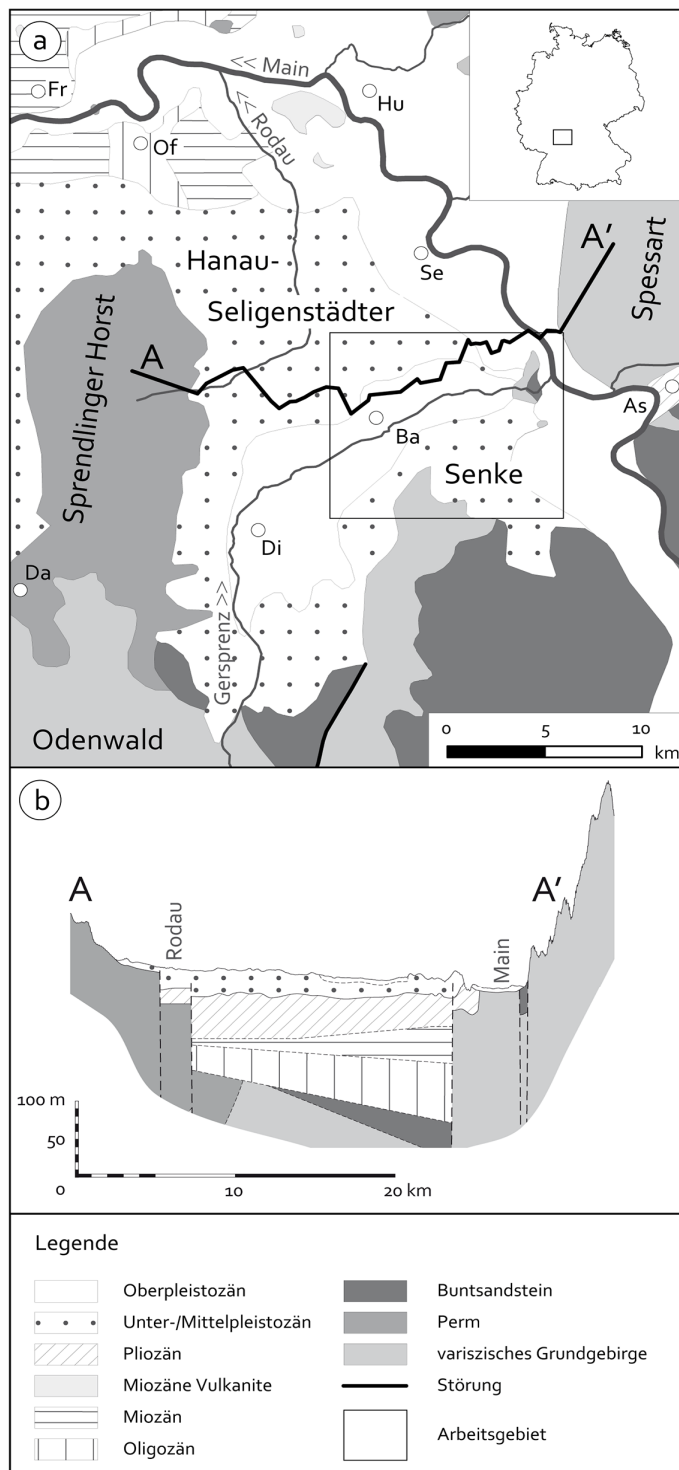 a
<< Main
Fr
Hu
<< Rodau
Of
Hanau-
Se
A'
Spessart
Seligenstädter
Sprendlinger Horst
A
As
Ba
Senke
Di
Da
Gersprenz >>
Odenwald
0 5 10
km
b
A
A'
Rodau
Main
100 m
50
0 10 20 km
Legende
Oberpleistozän
Unter-/Mittelpleistozän
Pliozän
Miozäne Vulkanite
Miozän
Oligozän
Buntsandstein
Perm
variszisches Grundgebirge
Störung
Arbeitsgebiet